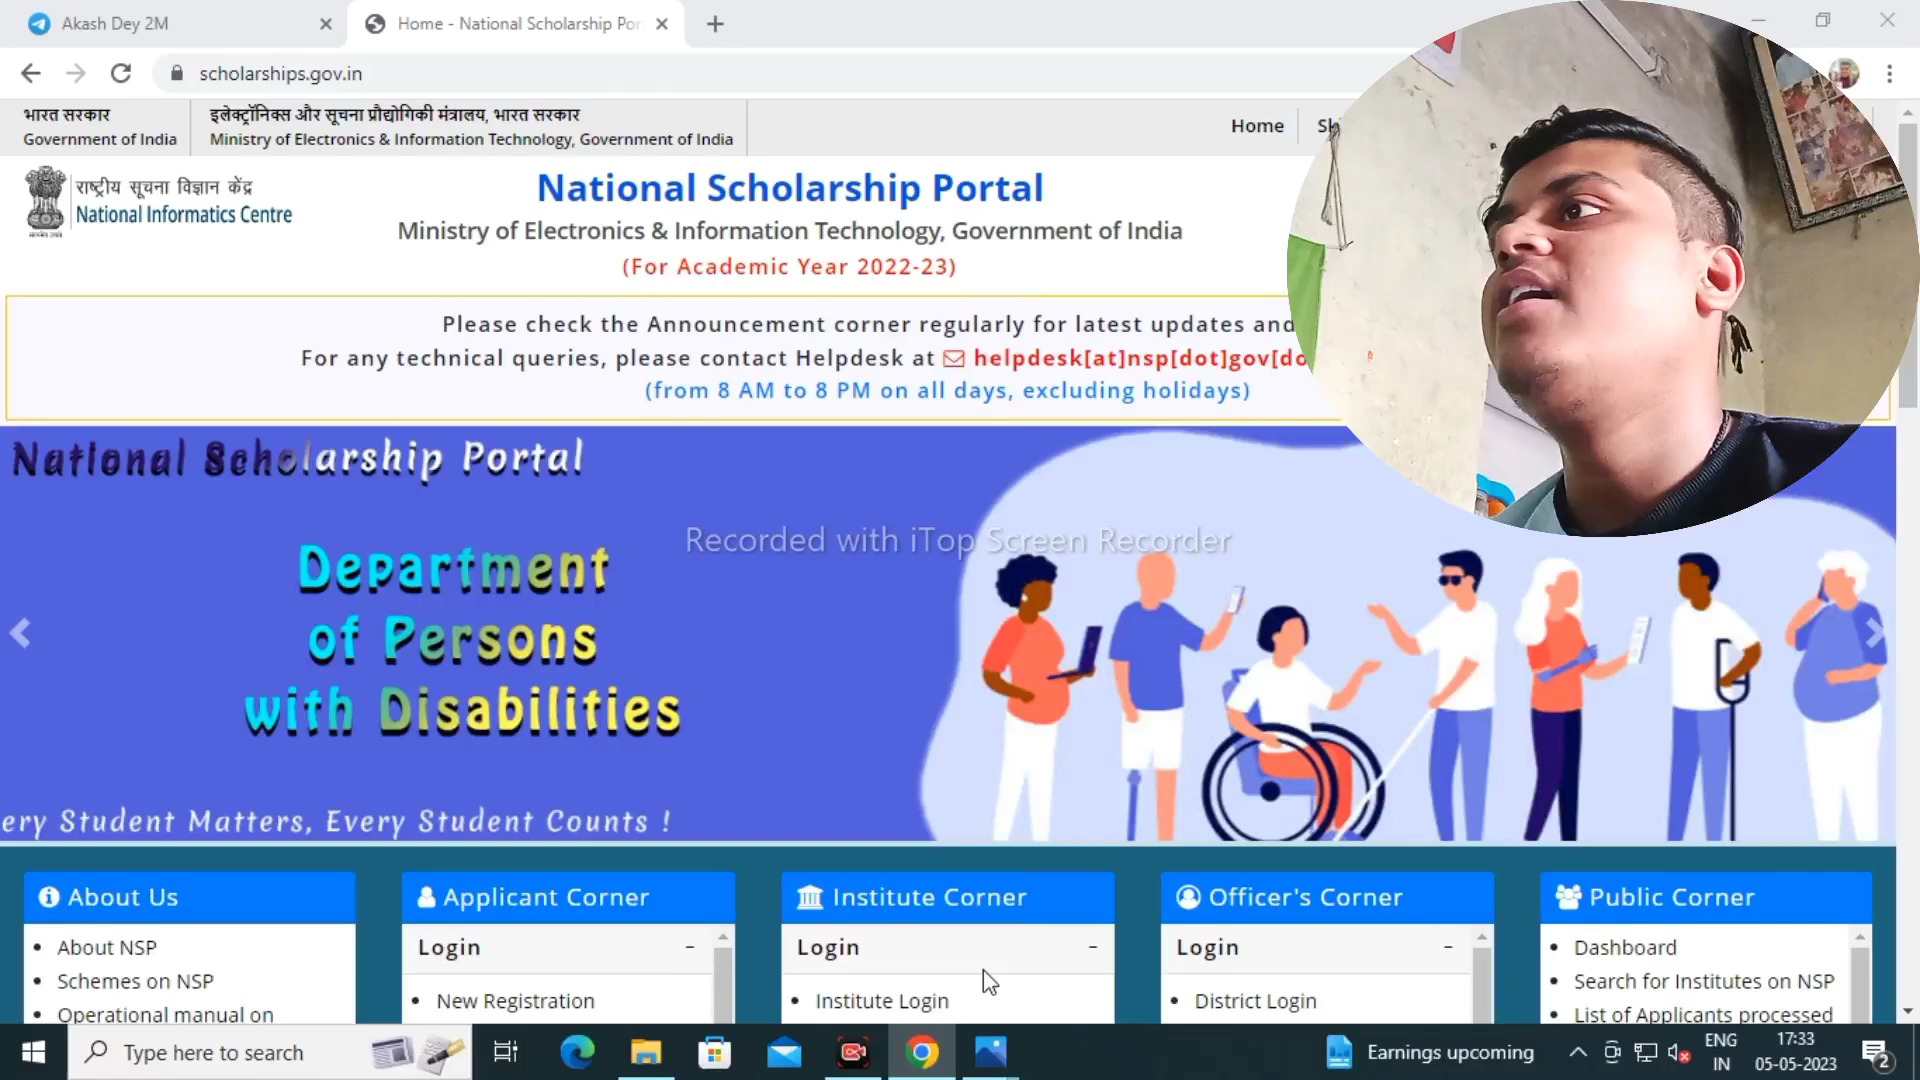 Akash Dey 2M
Home - National Scholarship Por
scholarships.gov.in
भारत सरकार
Government of India
इलेक्ट्रॉनिक्स और सूचना प्रौद्योगिकी मंत्रालय, भारत सरकार
Ministry of Electronics & Information Technology, Government of India
Home
राष्ट्रीय सूचना विज्ञान केंद्र
National Informatics Centre
National Scholarship Portal
Ministry of Electronics & Information Technology, Government of India
(For Academic Year 2022-23)
Please check the Announcement corner regularly for latest updates and
For any technical queries, please contact Helpdesk at helpdesk[at]nsp[dot]gov[do
(from 8 AM to 8 PM on all days, excluding holidays)
National Scholarship Portal
Recorded with iTop Screen Recorder
Department
of Persons
with Disabilities
ery Student Matters, Every Student Counts !
About Us
About NSP
Schemes on NSP
Operational manual on
Applicant Corner
Login
New Registration
Institute Corner
Login
Institute Login
Officer's Corner
Login
District Login
Public Corner
Dashboard
Search for Institutes on NSP
List of Applicants processed
Type here to search
Earnings upcoming
ENG
IN
17:33
05-05-2023
2